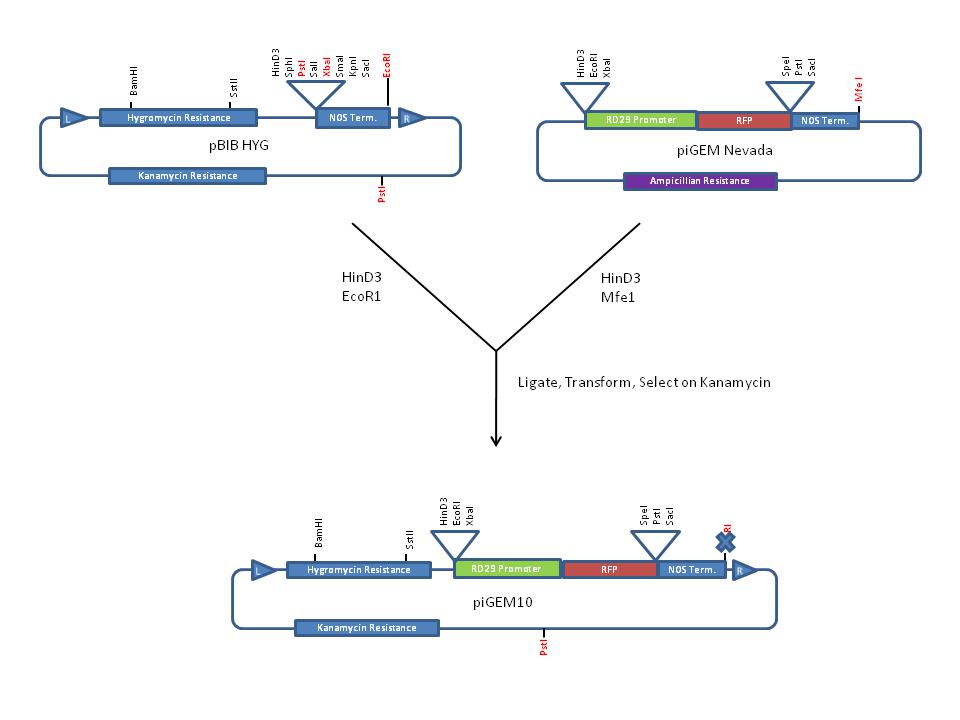 HinD3
SphI
PstI
SalI
XbaI
SmaI
KpnI
SacI
EcoRI
BamHI
SstII
L
Hygromycin Resistance
NOS Term.
R
pBIB HYG
Kanamycin Resistance
PstI
HinD3
EcoRI
XbaI
SpeI
PstI
SacI
Mfe I
RD29 Promoter
RFP
NOS Term.
piGEM Nevada
Ampicillian Resistance
HinD3
EcoR1
HinD3
Mfe1
Ligate, Transform, Select on Kanamycin
HinD3
EcoRI
XbaI
SpeI
PstI
SacI
RI
BamHI
SstII
L
Hygromycin Resistance
RD29 Promoter
RFP
NOS Term.
R
piGEM10
Kanamycin Resistance
PstI